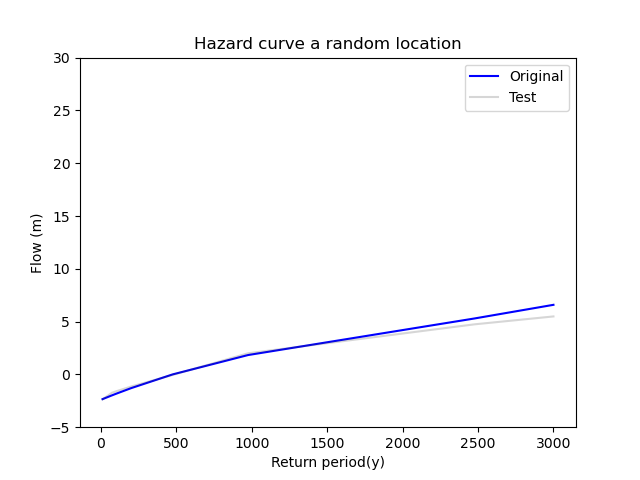 Hazard curve a random location
Original
Test
Flow (m)
30
25
20
15
10
5
0
−5
0 500 1000 1500 2000 2500 3000
Return period(y)